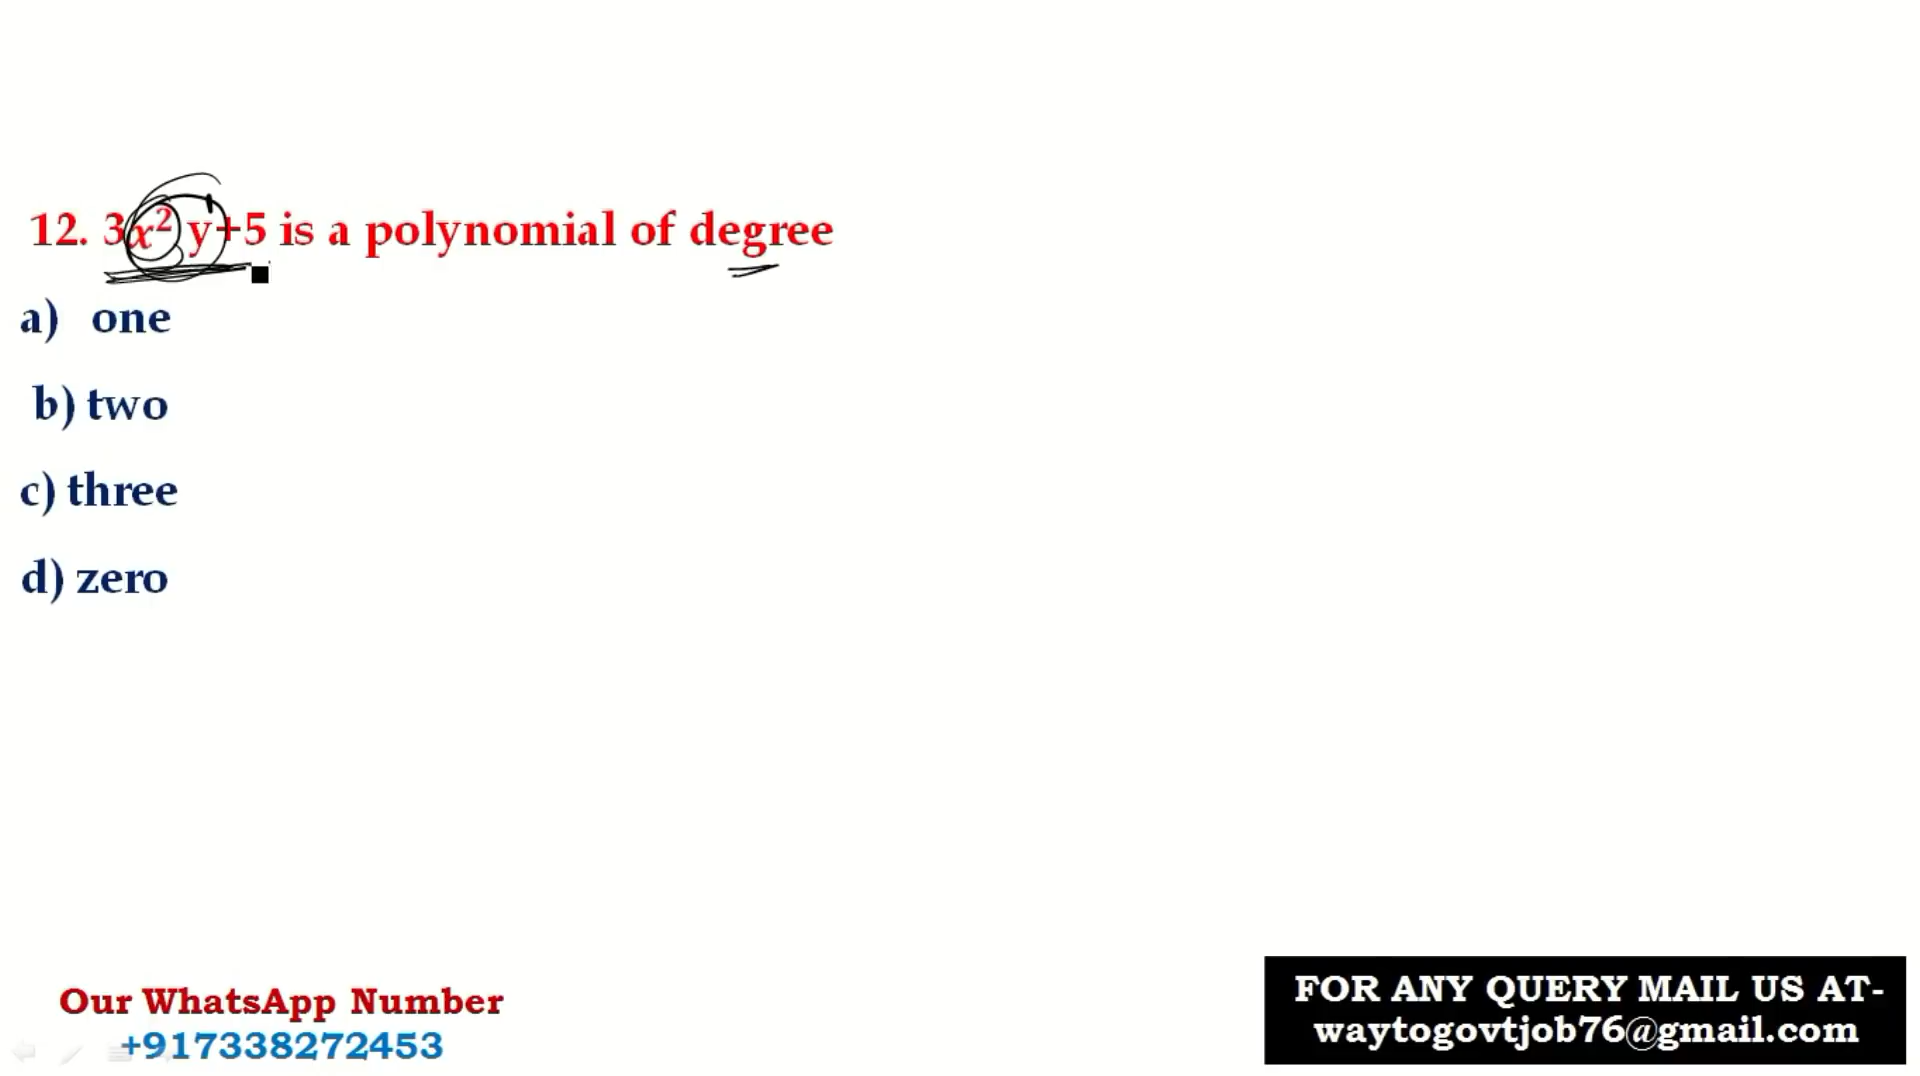 12. 3x² y+5 is a polynomial of degree
a) one
b) two
c) three
d) zero
Our WhatsApp Number
+917338272453
FOR ANY QUERY MAIL US AT-
waytogovtjob76@gmail.com